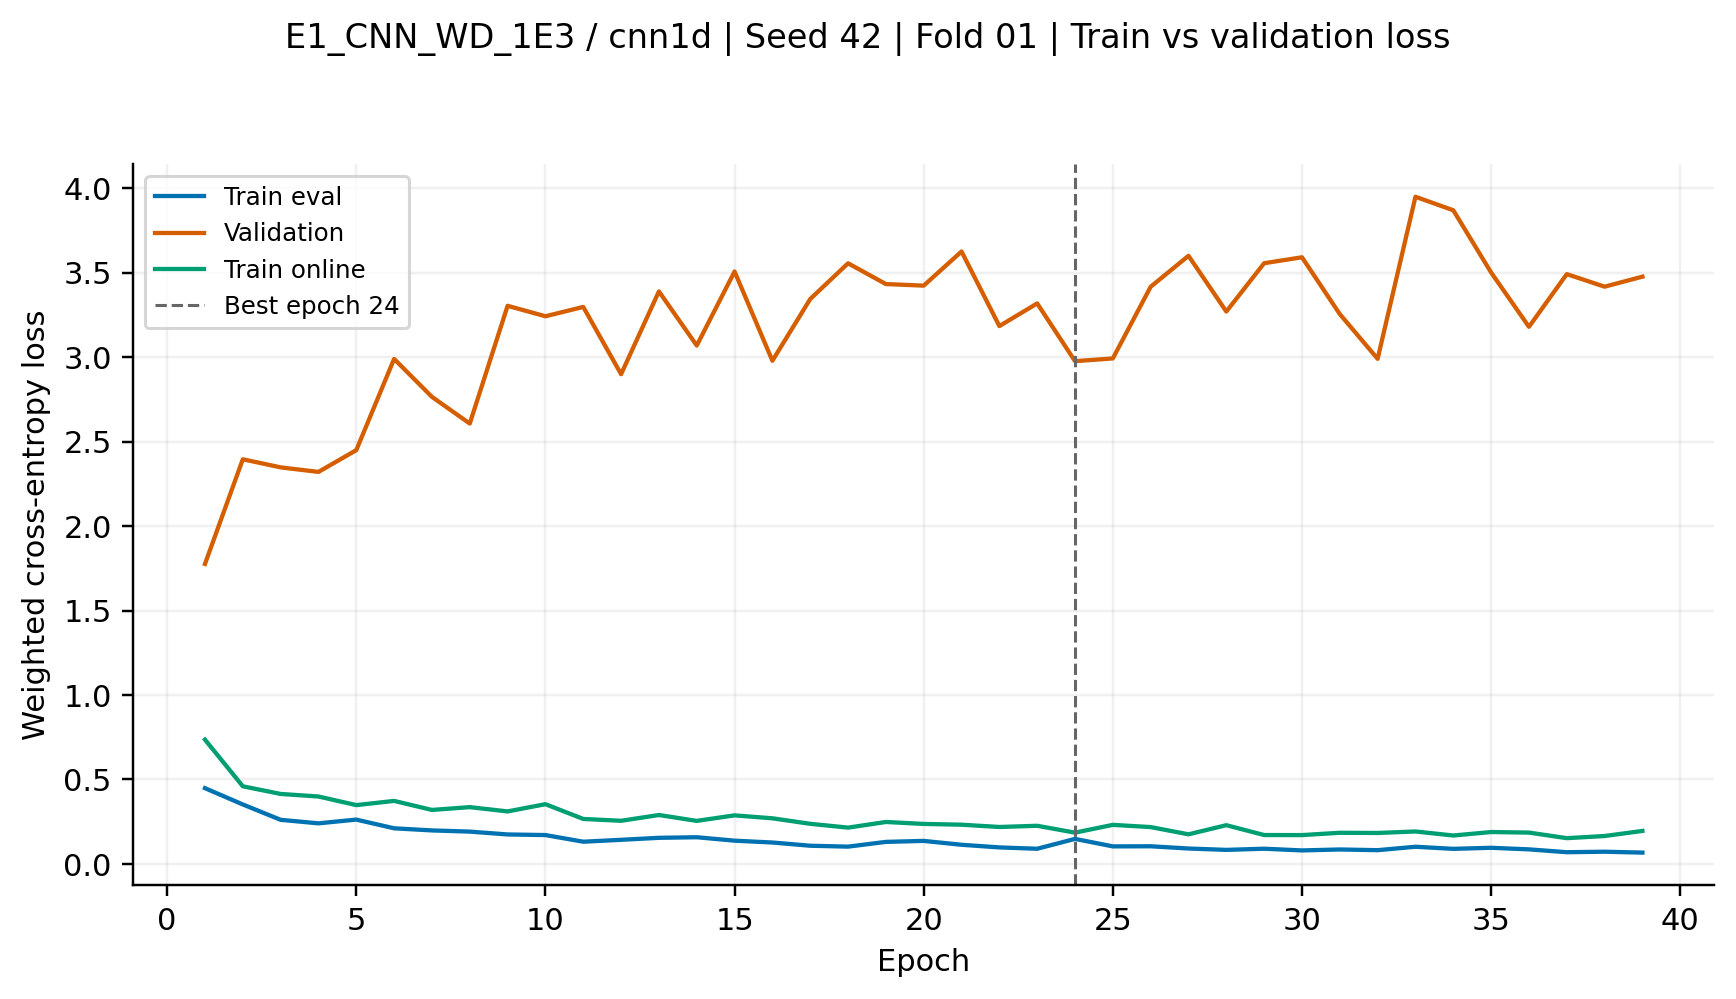 E1_CNN_WD_1E3 / cnn1d | Seed 42 | Fold 01 | Train vs validation loss
Train eval
Validation
Train online
Best epoch 24
Weighted cross-entropy loss
4.0
3.5
3.0
2.5
2.0
1.5
1.0
0.5
0.0
0 5 10 15 20 25 30 35 40
Epoch